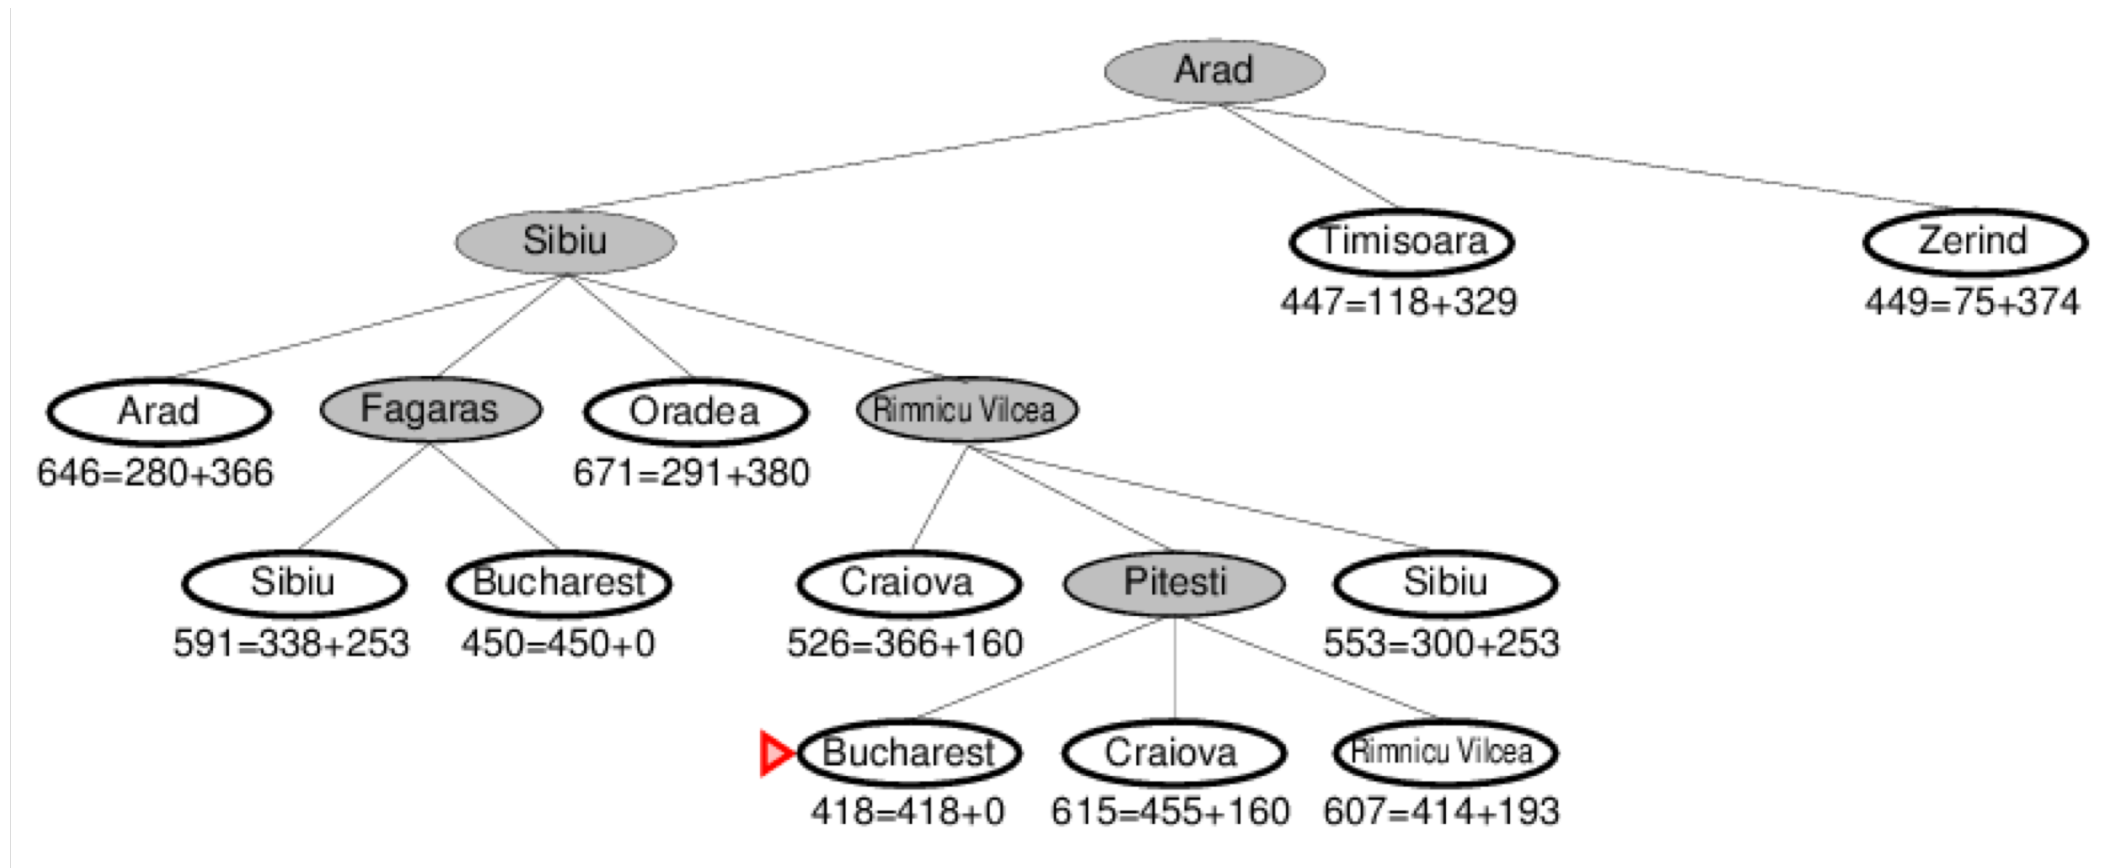 Arad
Sibiu
Timisoara
Zerind
447=118+329
449=75+374
Arad
Fagaras
Oradea
Rimnicu Vilcea
646=280+366
671=291+380
Sibiu
Bucharest
Craiova
Pitesti
Sibiu
591=338+253
450=450+0
526=366+160
553=300+253
Bucharest
Craiova
Rimnicu Vilcea
418=418+0
615=455+160
607=414+193